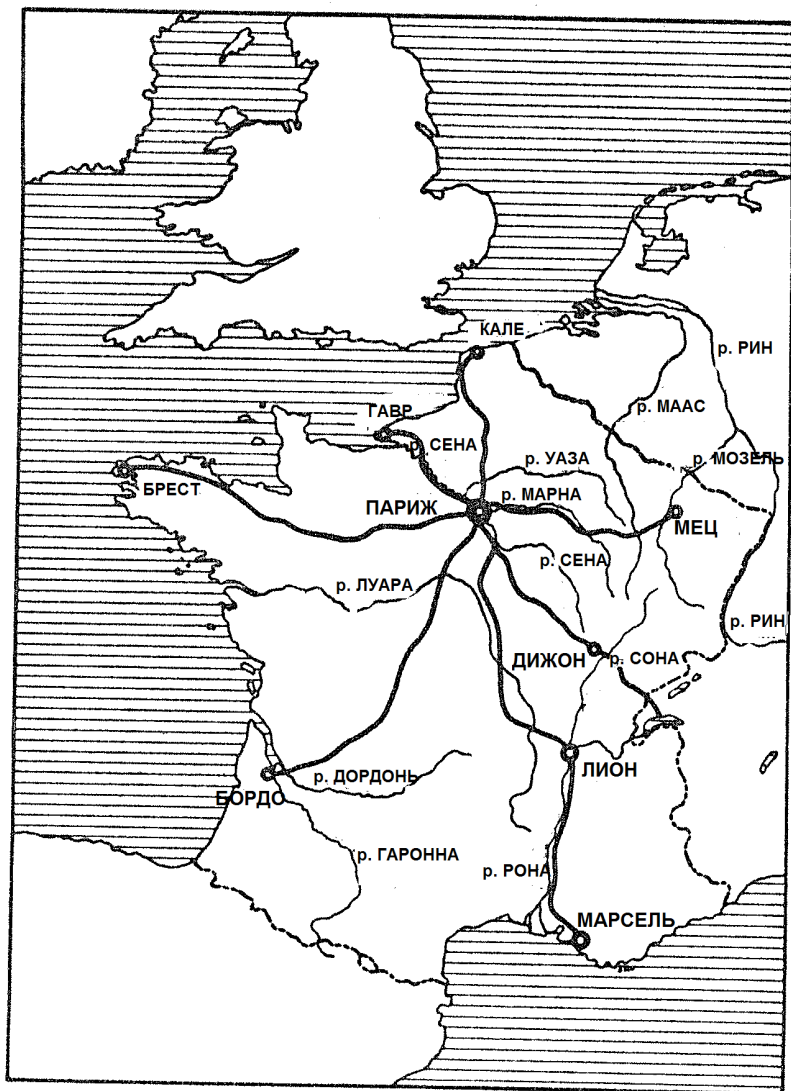 КАЛЕ
р. РИН
р. МААС
ГАВР
р. СЕНА
р. УАЗА
р. МОЗЕЛЬ
БРЕСТ
р. МАРНА
ПАРИЖ
МЕЦ
р. СЕНА
р. ЛУАРА
р. РИН
ДИЖОН
р. СОНА
ЛИОН
р. ДОРДОНЬ
БОРДО
р. ГАРОННА
р. РОНА
МАРСЕЛЬ